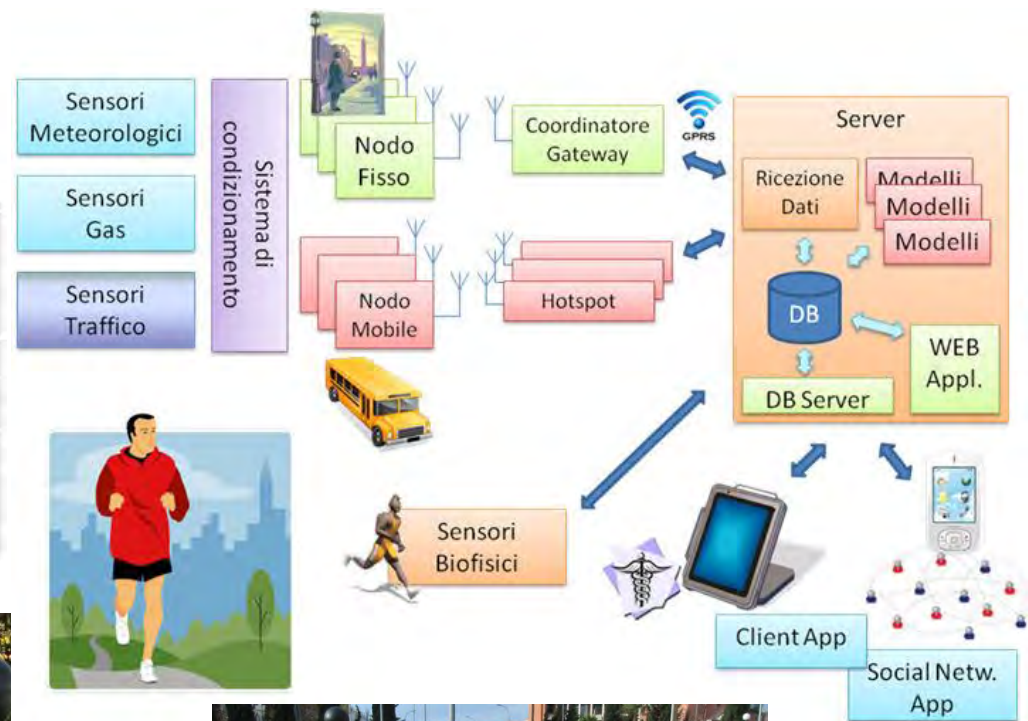 Sensori
Meteorologici
Sensori
Gas
Sensori
Traffico
Sistema di
condizionamento
Nodo
Fisso
Nodo
Mobile
Coordinatore
Gateway
Hotspot
GPRS
Server
Ricezione
Dati
Modelli
Modelli
Modelli
DB
DB Server
WEB
Appl.
Sensori
Biofisici
Client App
Social Netw.
App